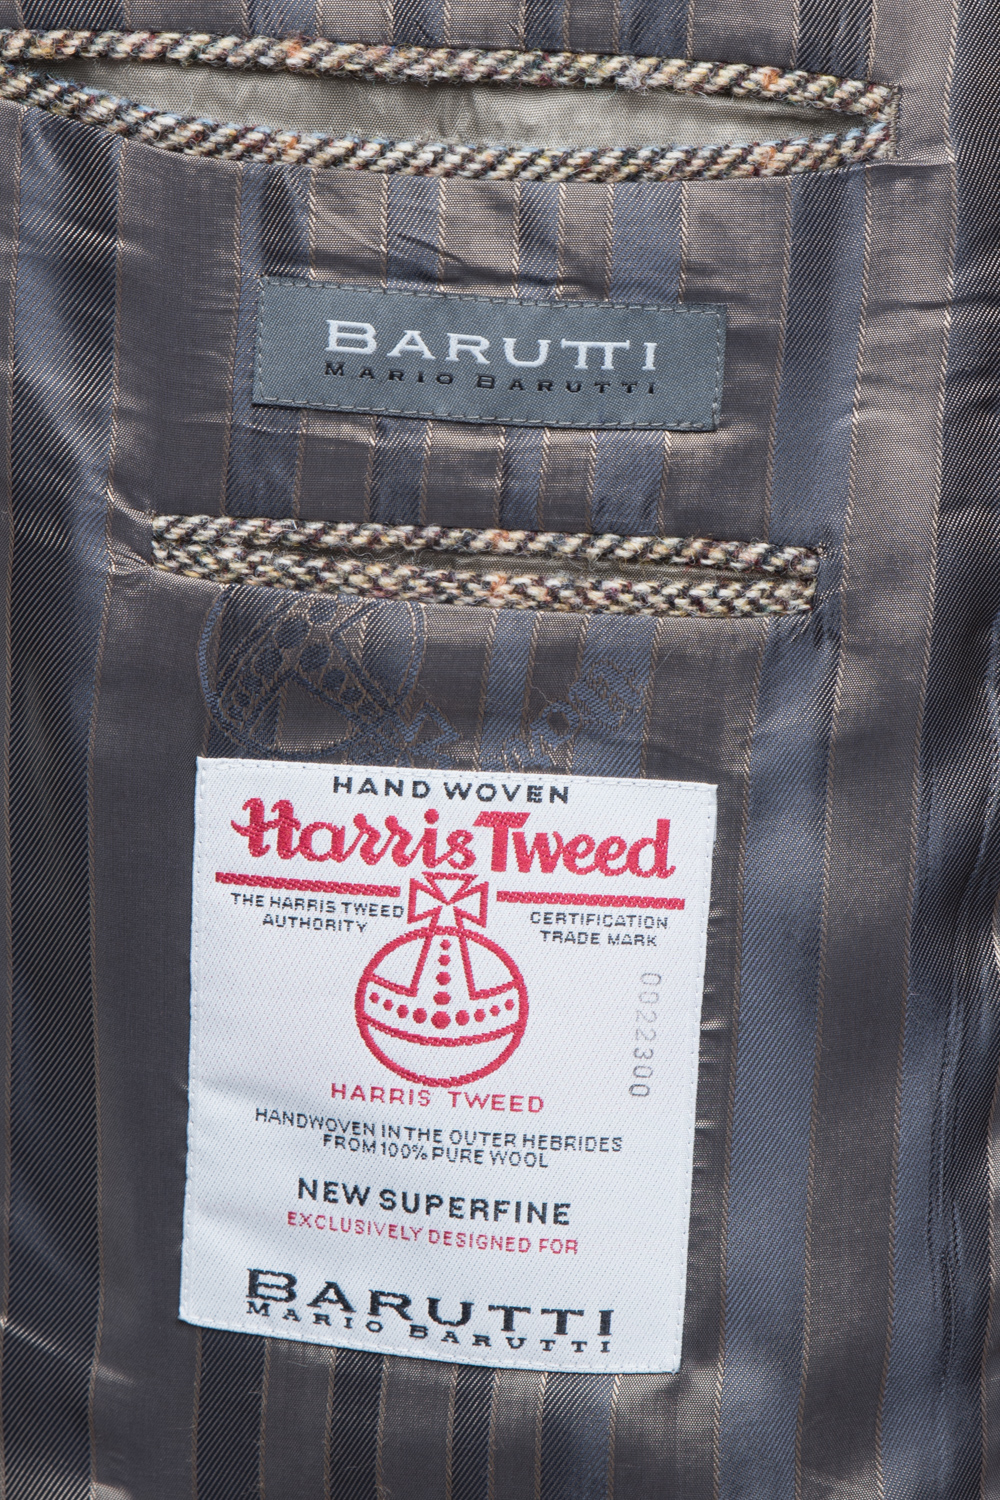 BARUTTI
MARIO BARUTTI
HAND WOVEN
Harris Tweed
THE HARRIS TWEED
AUTHORITY
CERTIFICATION
TRADE MARK
0022300
HARRIS TWEED
HANDWOVEN IN THE OUTER HEBRIDES
FROM 100% PURE WOOL
NEW SUPERFINE
EXCLUSIVELY DESIGNED FOR
BARUTTI
MARIO BARUTTI